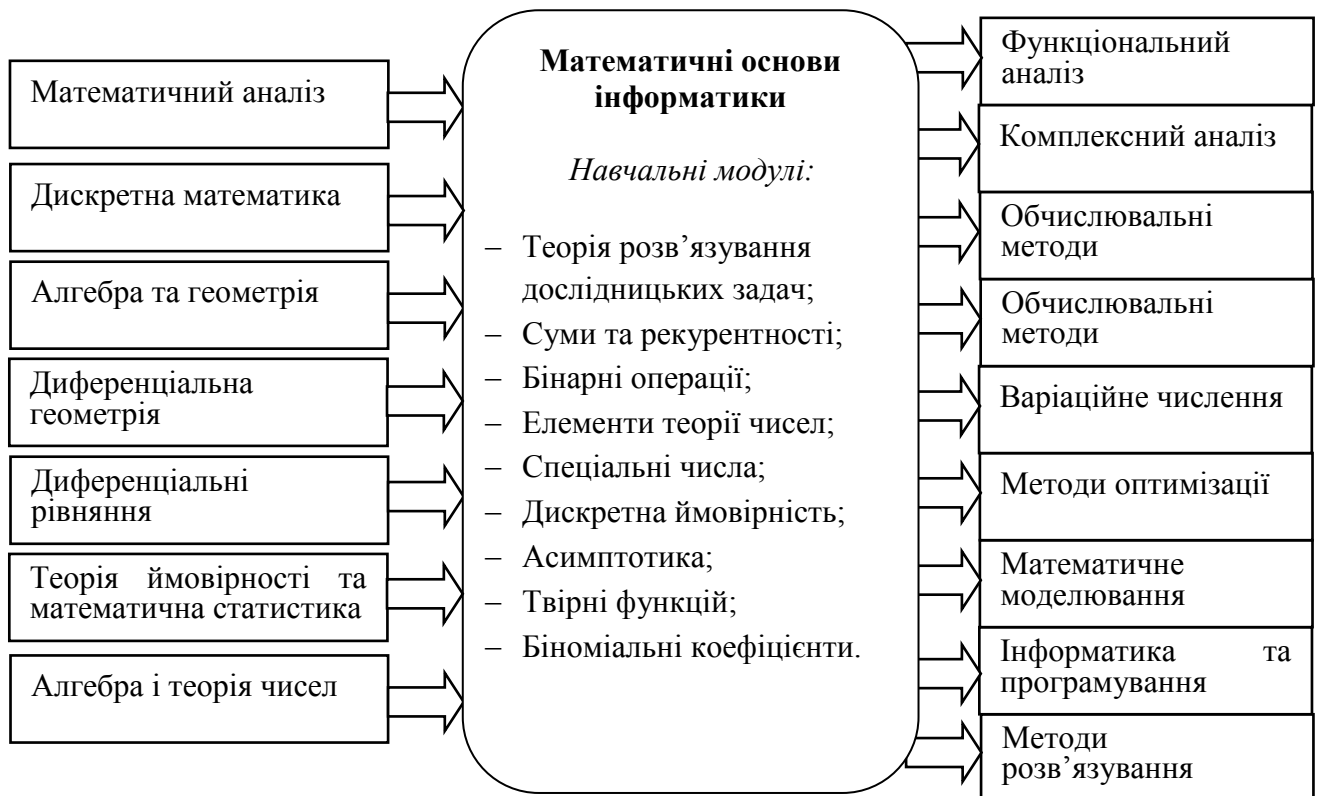 Математичний аналіз
Дискретна математика
Алгебра та геометрія
Диференціальна
геометрія
Диференціальні
рівняння
Теорія ймовірності та
математична статистика
Алгебра і теорія чисел
Математичні основи
інформатики
Навчальні модулі:
– Теорія розв’язування
дослідницьких задач;
– Суми та рекурентності;
– Бінарні операції;
– Елементи теорії чисел;
– Спеціальні числа;
– Дискретна ймовірність;
– Асимптотика;
– Твірні функцій;
– Біноміальні коефіцієнти.
Функціональний
аналіз
Комплексний аналіз
Обчислювальні
методи
Обчислювальні
методи
Варіаційне числення
Методи оптимізації
Математичне
моделювання
Інформатика та
програмування
Методи
розв’язування